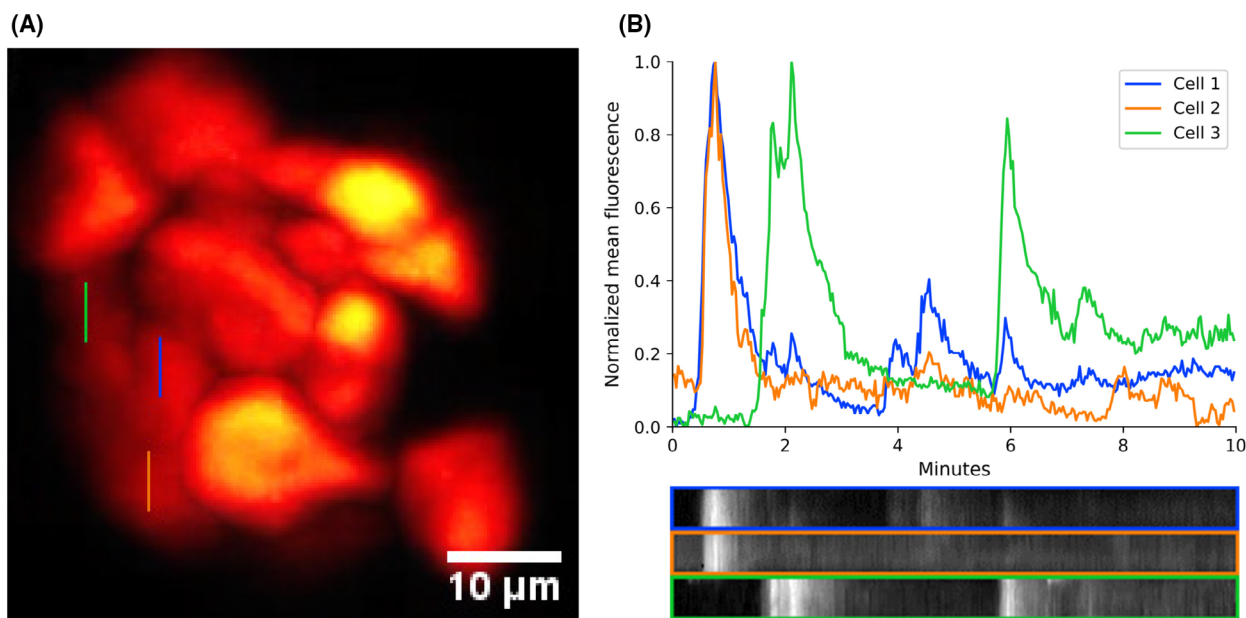 (A)
10 µm
(B)
Normalized mean fluorescence
1.0
0.8
0.6
0.4
0.2
0.0
Cell 1
Cell 2
Cell 3
0 2 4 6 8 10
Minutes